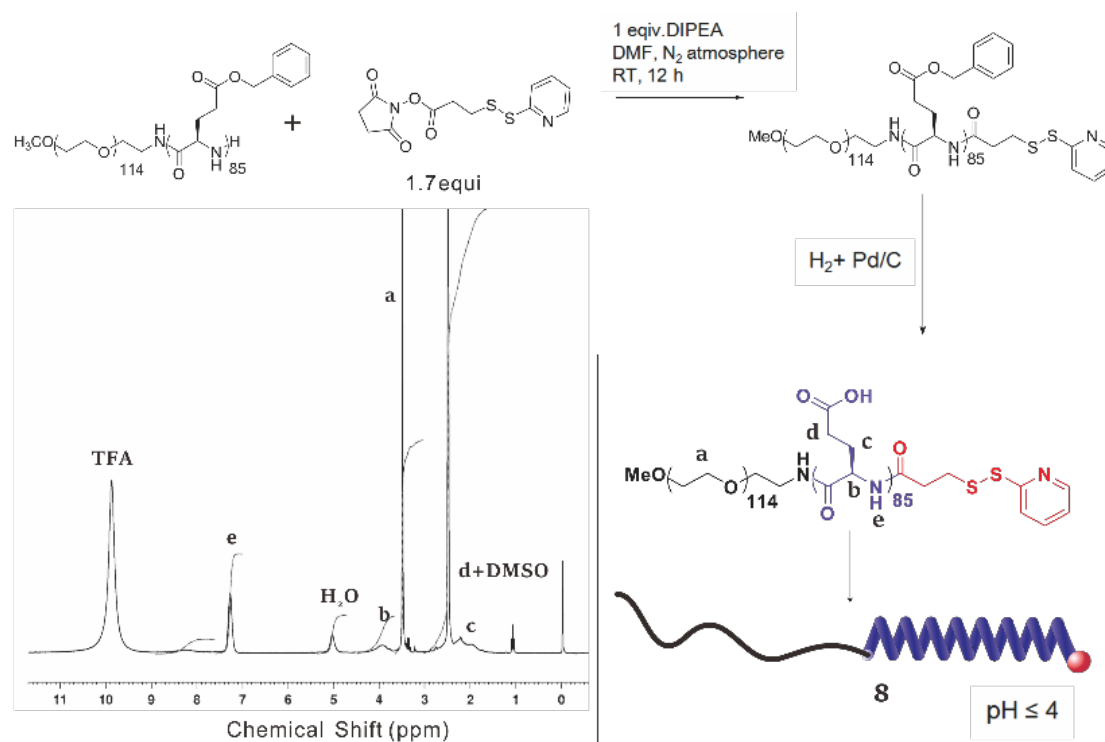 1 eqiv.DIPEA
DMF, N₂ atmosphere
RT, 12 h
O
O
H₃CO
O
114
H
N
O
N
H
H
85
+
O
N
O
O
O
S
S
N
1.7equi
O
O
MeO
O
114
H
N
O
N
H
85
O
S
S
N
H₂+ Pd/C
a
TFA
e
H₂O
b
d+DMSO
c
11 10 9 8 7 6 5 4 3 2 1 0
Chemical Shift (ppm)
O
OH
d
c
a
MeO
O
114
H
N
O
b
N
H
e
85
O
S
S
N
8
pH ≤ 4